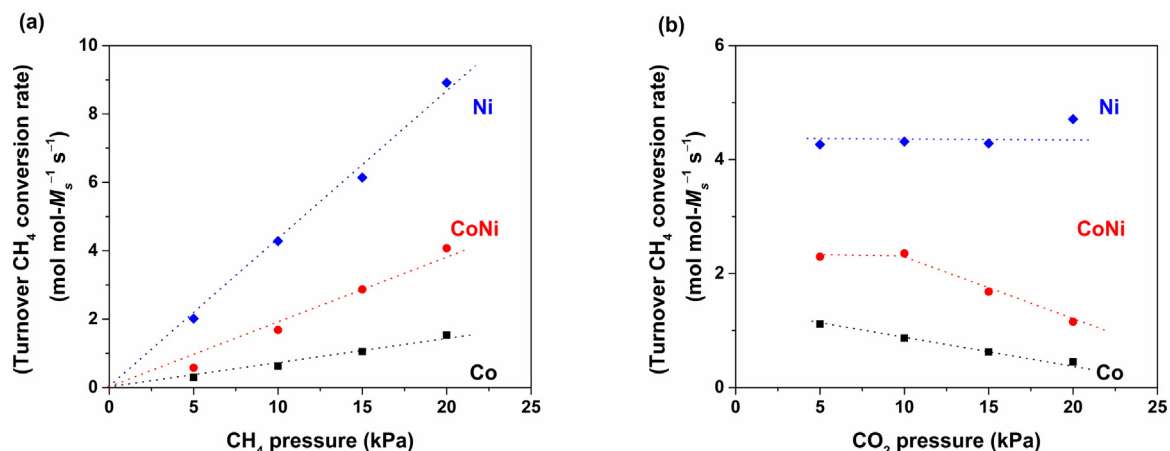 (a)
(Turnover CH₄ conversion rate)
(mol mol-Mₛ⁻¹ s⁻¹)
10
8
6
4
2
0
Ni
CoNi
Co
0 5 10 15 20 25
CH₄ pressure (kPa)
(b)
(Turnover CH₄ conversion rate)
(mol mol-Mₛ⁻¹ s⁻¹)
6
4
2
0
Ni
CoNi
Co
0 5 10 15 20 25
CO₂ pressure (kPa)